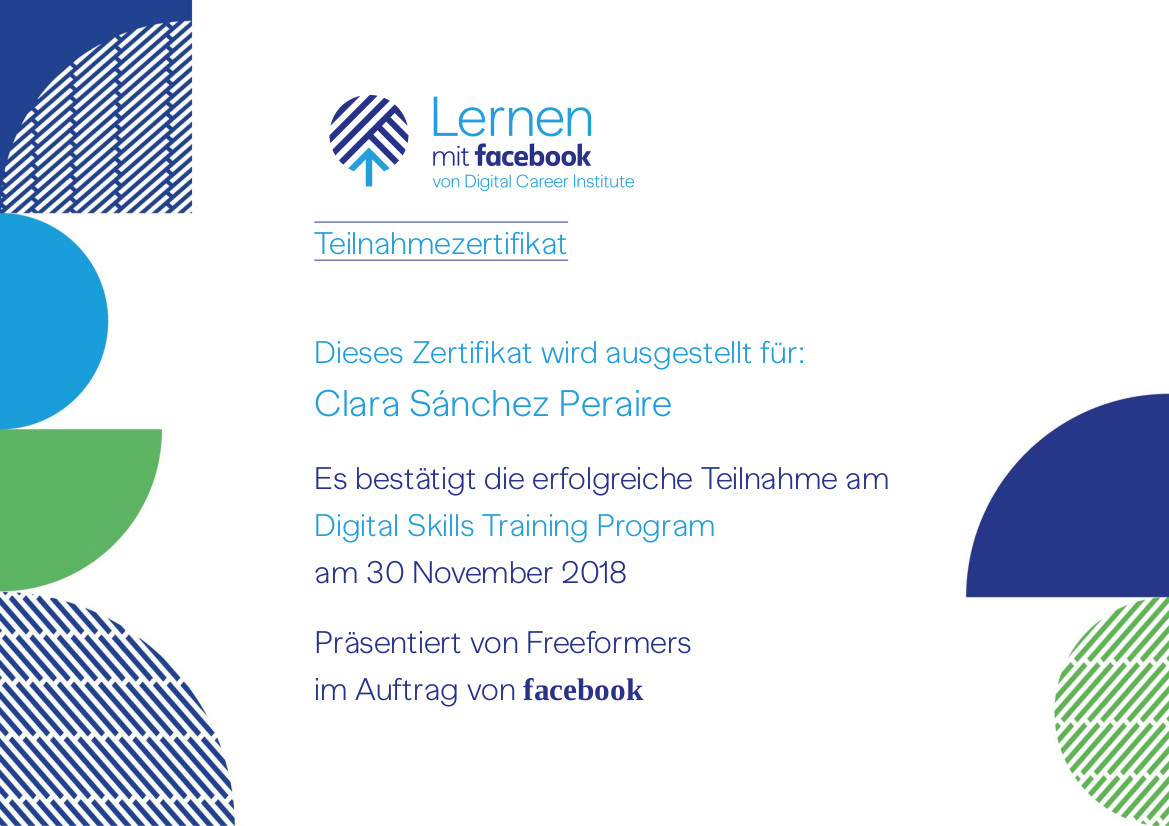 Lernen
mit facebook
von Digital Career Institute
Teilnahmezertifikat
Dieses Zertifikat wird ausgestellt für:
Clara Sánchez Peraire
Es bestätigt die erfolgreiche Teilnahme am
Digital Skills Training Program
am 30 November 2018
Präsentiert von Freeformers
im Auftrag von facebook